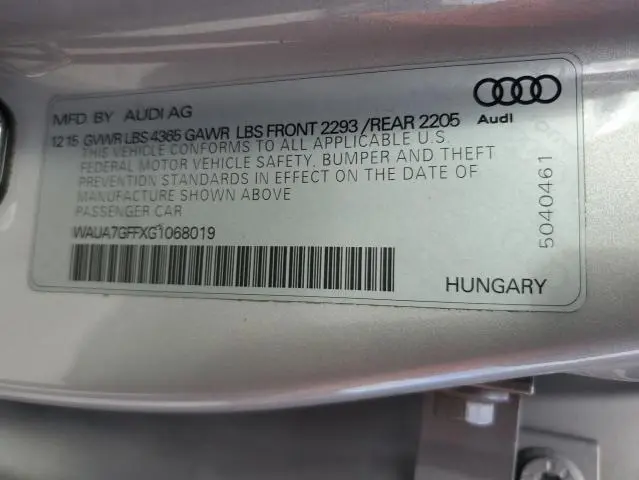 MFD BY AUDI AG
12 15 GVWR LBS 4365 GAWR LBS FRONT 2293 /REAR 2205
THIS VEHICLE CONFORMS TO ALL APPLICABLE U.S.
FEDERAL MOTOR VEHICLE SAFETY, BUMPER AND THEFT
PREVENTION STANDARDS IN EFFECT ON THE DATE OF
MANUFACTURE SHOWN ABOVE
PASSENGER CAR
WAUA7GFFXG1068019
HUNGARY
Audi
5040461